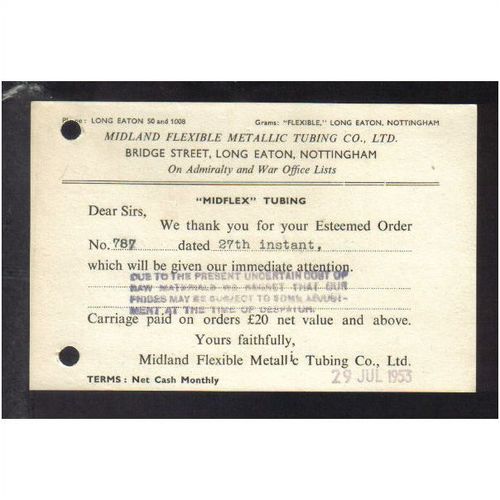 Phone: LONG EATON 50 and 1008 Grams: "FLEXIBLE," LONG EATON, NOTTINGHAM
MIDLAND FLEXIBLE METALLIC TUBING CO., LTD.
BRIDGE STREET, LONG EATON, NOTTINGHAM
On Admiralty and War Office Lists
"MIDFLEX" TUBING
Dear Sirs,
We thank you for your Esteemed Order
No. 787 dated 27th instant,
which will be given our immediate attention.
DUE TO THE PRESENT UNCERTAIN COST OF
RAW MATERIALS WE REGRET THAT OUR
PRICES MAY BE SUBJECT TO SOME ADJUST-
MENT AT THE TIME OF DESPATCH.
Carriage paid on orders £20 net value and above.
Yours faithfully,
Midland Flexible Metallic Tubing Co., Ltd.
TERMS : Net Cash Monthly
29 JUL 1953